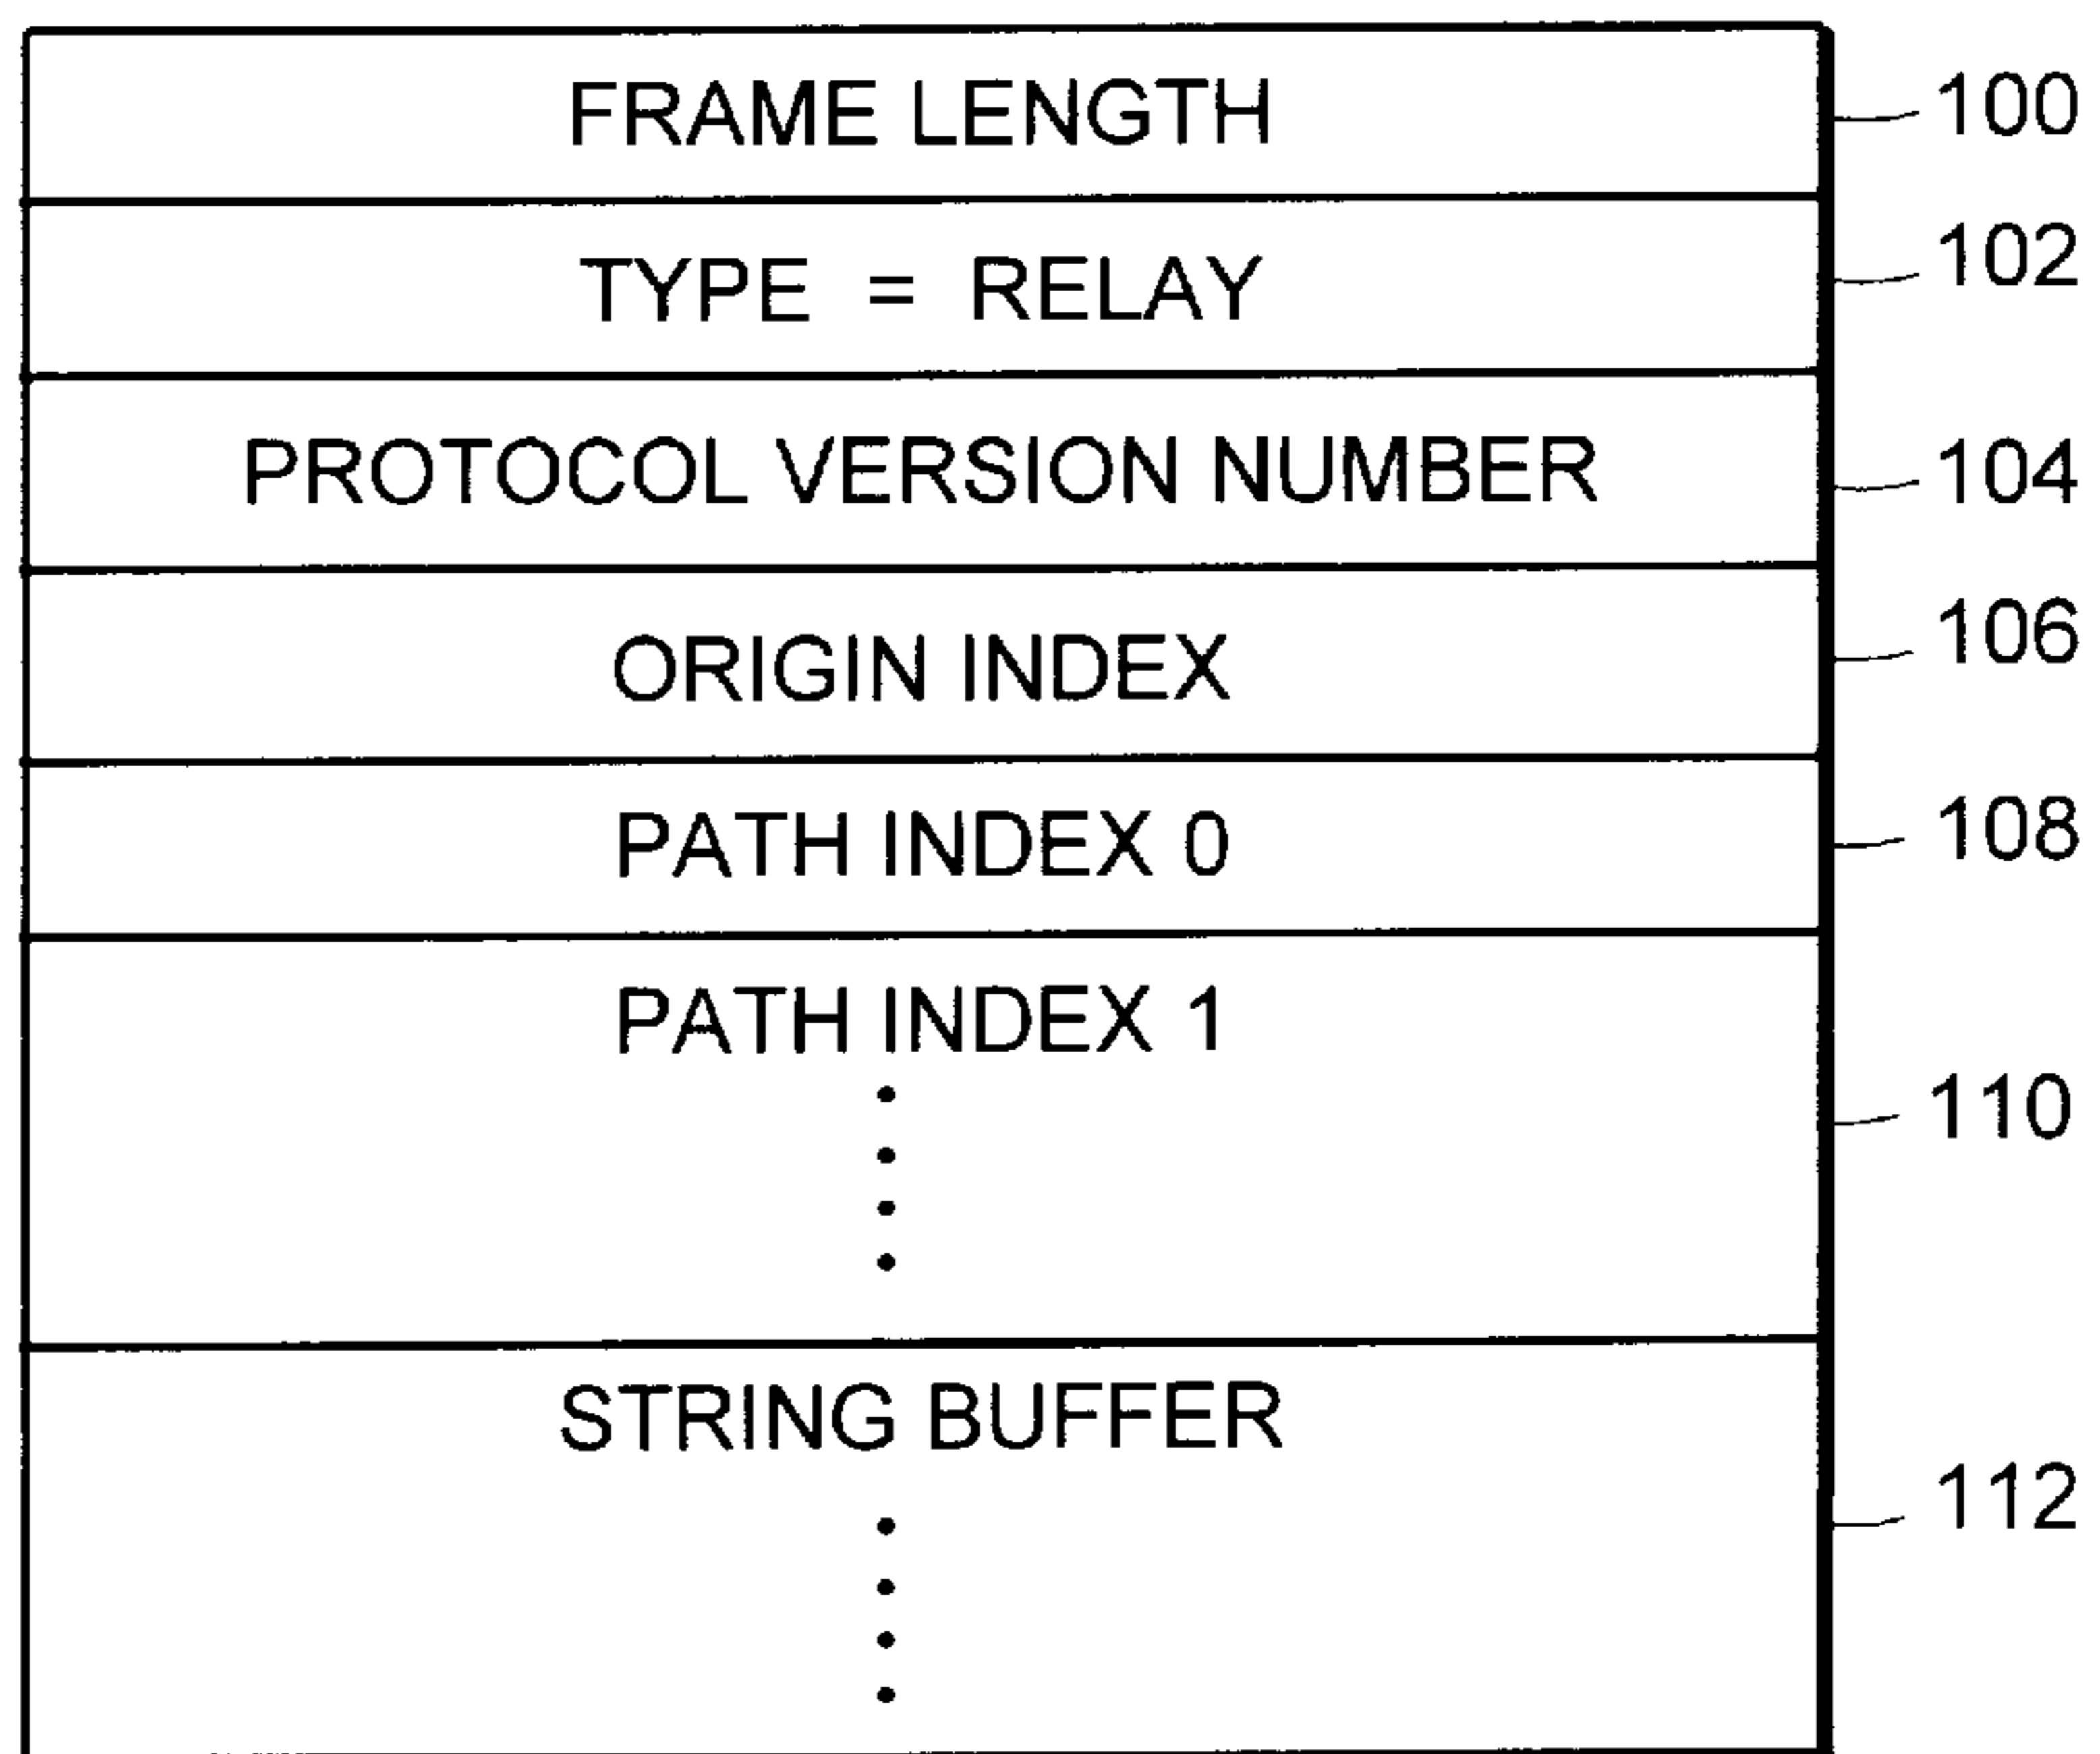 FRAME LENGTH 100
TYPE = RELAY 102
PROTOCOL VERSION NUMBER 104
ORIGIN INDEX 106
PATH INDEX 0 108
PATH INDEX 1
110
STRING BUFFER
112